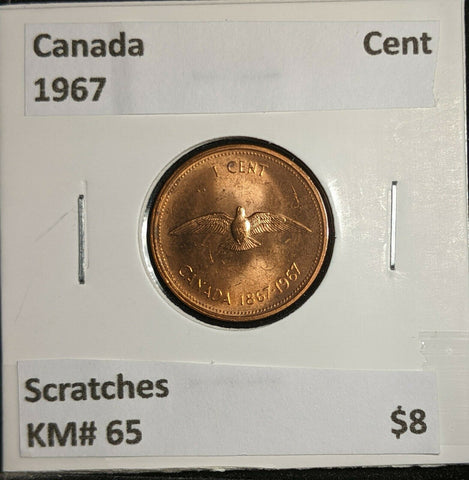 Canada Cent
1967
1 CENT
CANADA 1867-1967
Scratches
KM# 65 $8